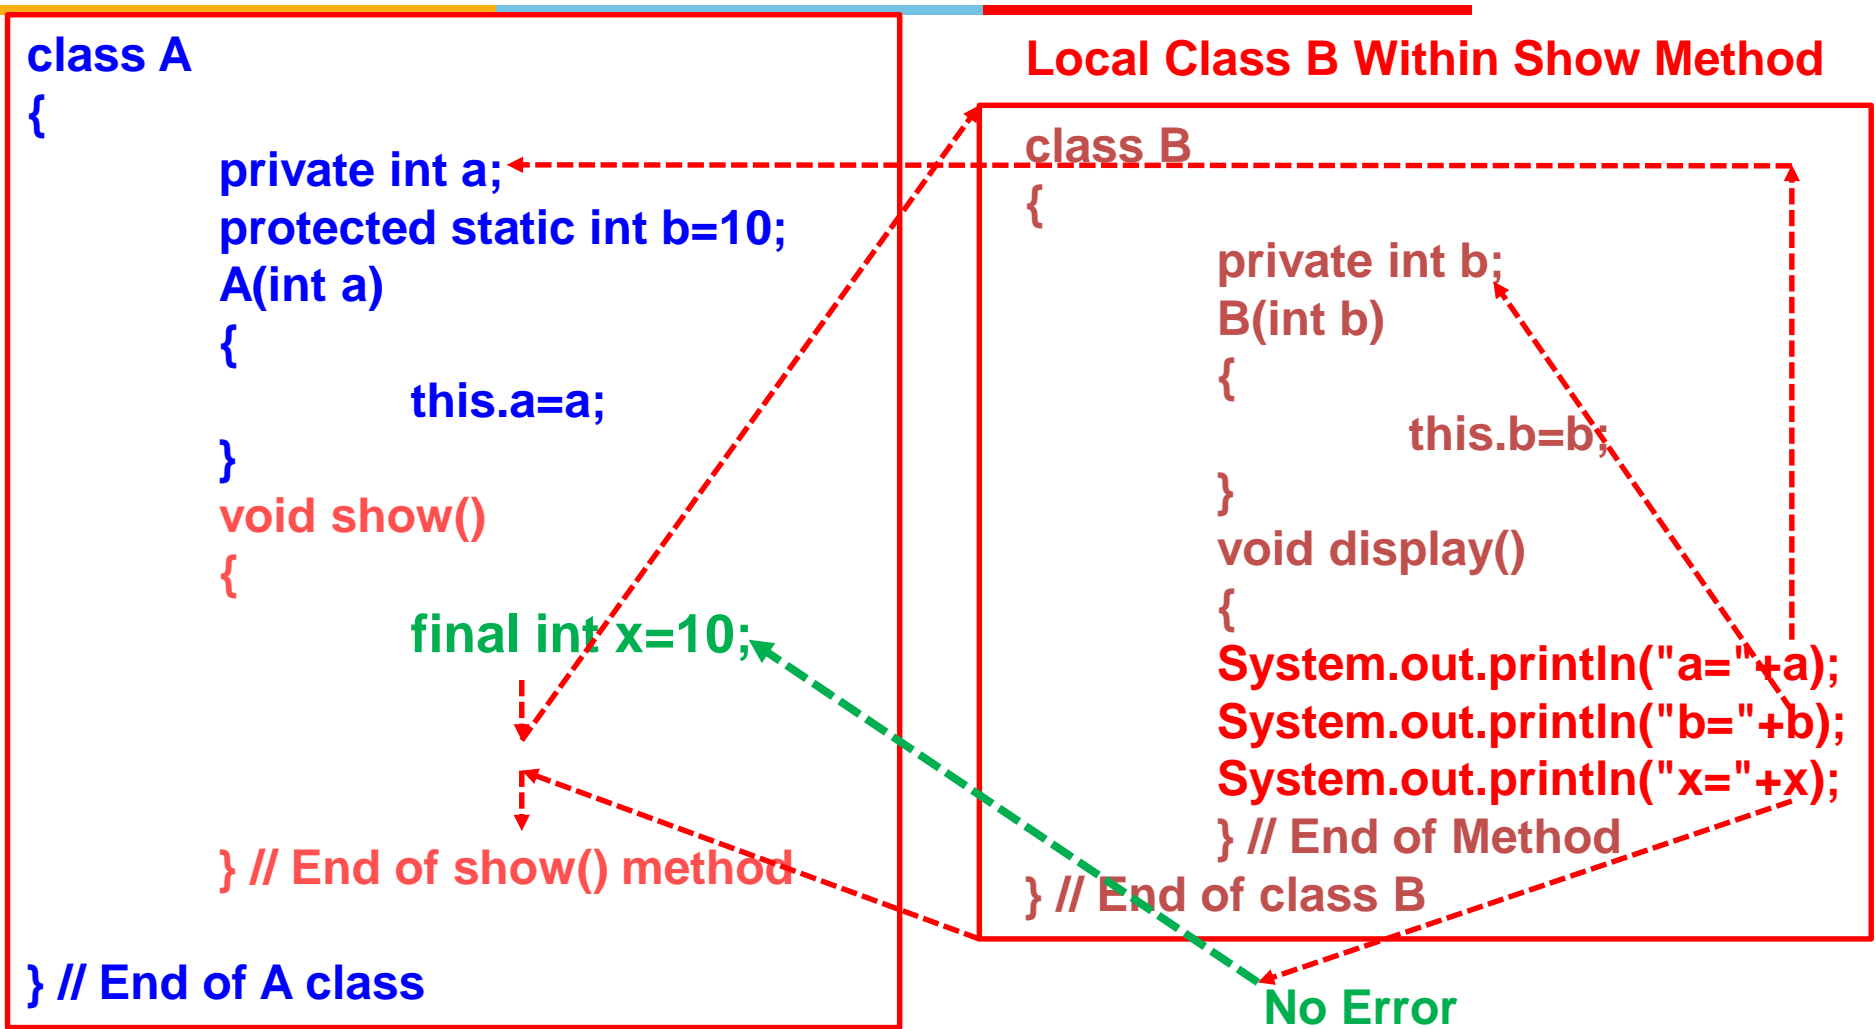 class A
{
private int a;
protected static int b=10;
A(int a)
{
this.a=a;
}
void show()
{
final int x=10;
} // End of show() method
} // End of A class
Local Class B Within Show Method
class B
{
private int b;
B(int b)
{
this.b=b;
}
void display()
{
System.out.println("a="+a);
System.out.println("b="+b);
System.out.println("x="+x);
} // End of Method
} // End of class B
No Error